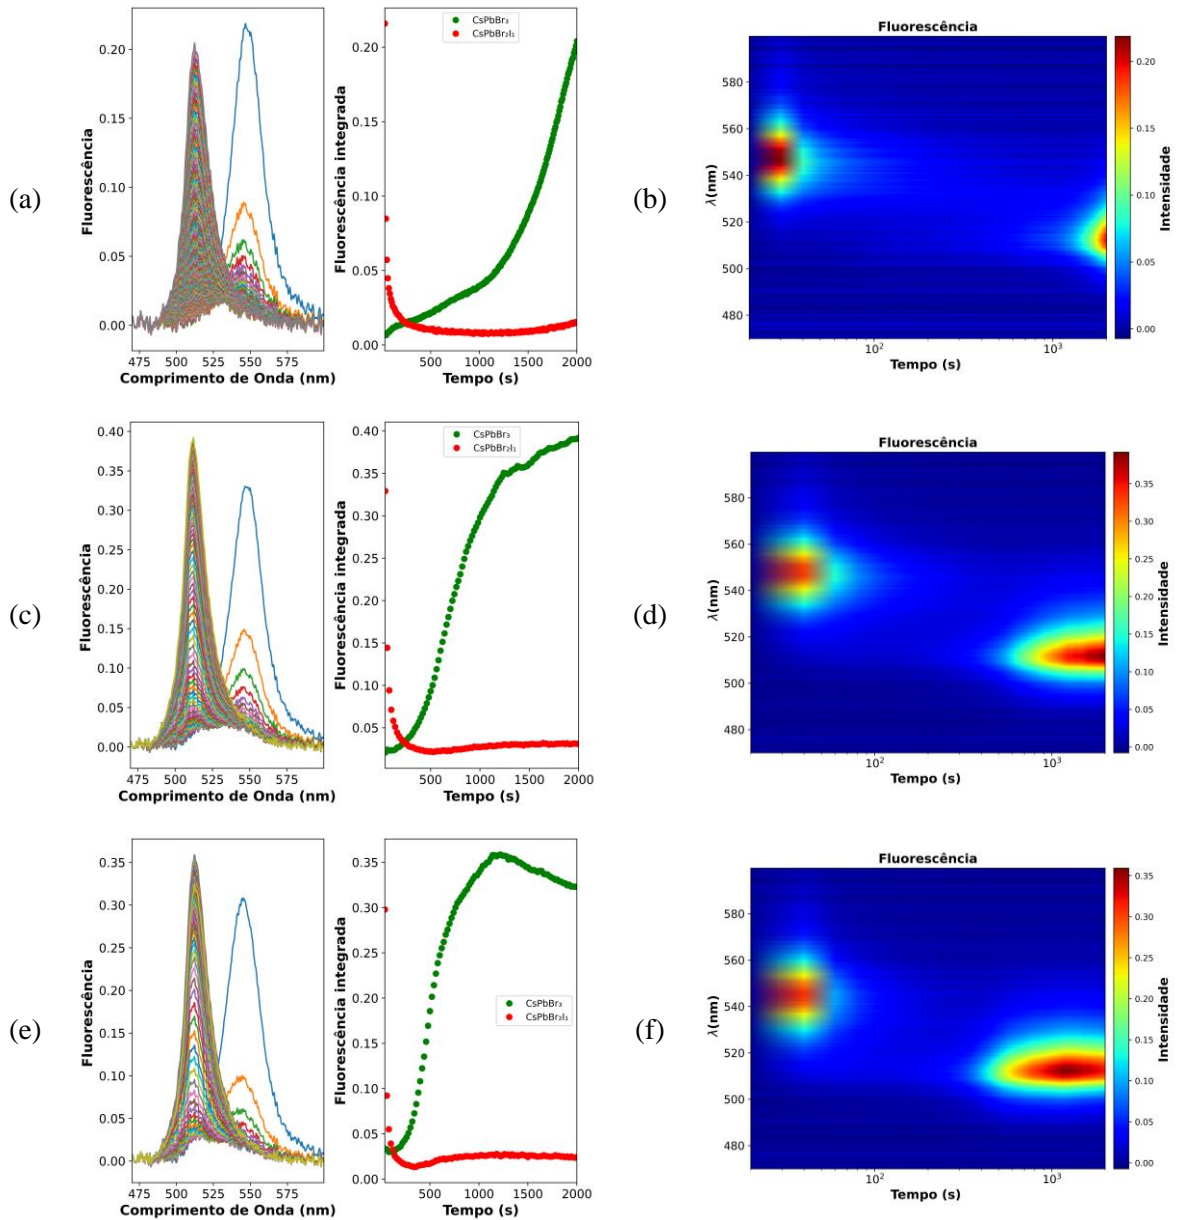 (a)
Fluorescência
0.20
0.15
0.10
0.05
0.00
475 500 525 550 575
Comprimento de Onda (nm)
Fluorescência integrada
0.20
0.15
0.10
0.05
0.00
CsPbBr₃
CsPbBr₂I₁
500 1000 1500 2000
Tempo (s)
(b)
Fluorescência
λ(nm)
580
560
540
520
500
480
10² 10³
Tempo (s)
0.20
0.15
0.10
0.05
0.00
Intensidade
(c)
Fluorescência
0.40
0.35
0.30
0.25
0.20
0.15
0.10
0.05
0.00
475 500 525 550 575
Comprimento de Onda (nm)
Fluorescência integrada
0.40
0.35
0.30
0.25
0.20
0.15
0.10
0.05
0.00
CsPbBr₃
CsPbBr₂I₁
500 1000 1500 2000
Tempo (s)
(d)
Fluorescência
λ(nm)
580
560
540
520
500
480
10² 10³
Tempo (s)
0.35
0.30
0.25
0.20
0.15
0.10
0.05
0.00
Intensidade
(e)
Fluorescência
0.35
0.30
0.25
0.20
0.15
0.10
0.05
0.00
475 500 525 550 575
Comprimento de Onda (nm)
Fluorescência integrada
0.35
0.30
0.25
0.20
0.15
0.10
0.05
0.00
CsPbBr₃
CsPbBr₂I₁
500 1000 1500 2000
Tempo (s)
(f)
Fluorescência
λ(nm)
580
560
540
520
500
480
10² 10³
Tempo (s)
0.35
0.30
0.25
0.20
0.15
0.10
0.05
0.00
Intensidade